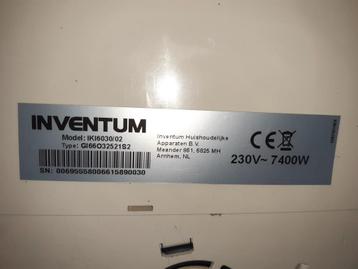 INVENTUM
Model: IKI6030/02
Type: GI66O32521S2
SN: 00695558066158900030
Inventum Huishoudelijke
Apparaten B.V.
Meander 861, 6825 MH
Arnhem, NL
CE
230V~ 7400W